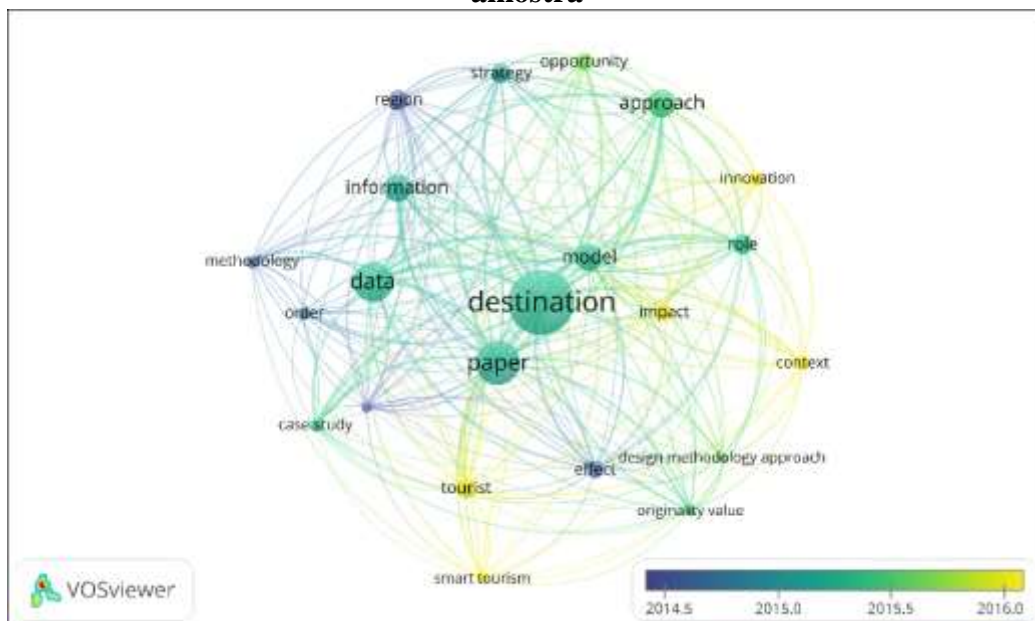 amostra
opportunity
strategy
region
approach
information
innovation
role
methodology
model
data
destination
order
impact
paper
context
case study
design methodology approach
effect
tourist
originality value
smart tourism
VOSviewer
2014.5 2015.0 2015.5 2016.0